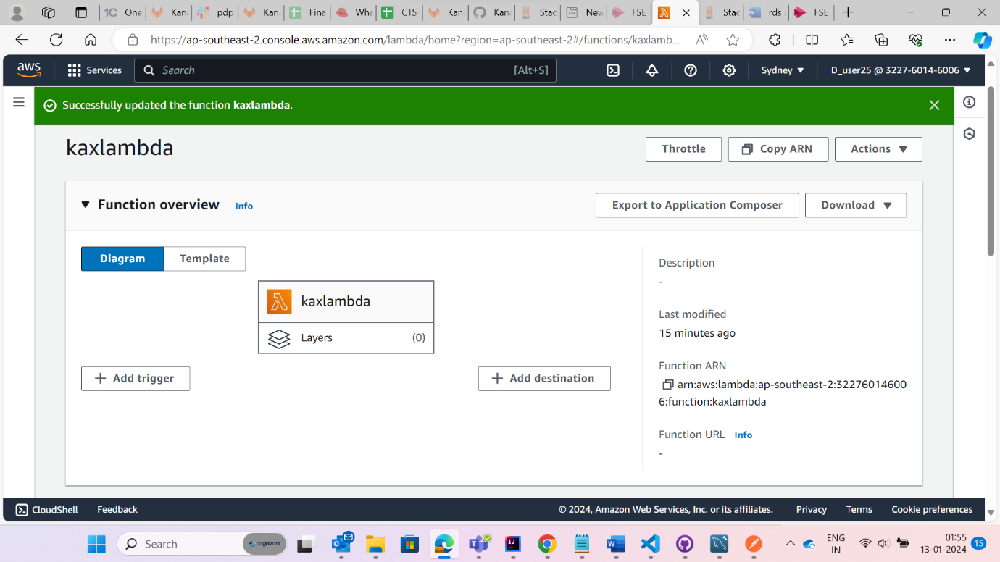 1C One
Kana
pdp
Kana
Fina
Wha
CTS-
Kana
Kana
Stac
New
FSE
Stac
rds
FSE
https://ap-southeast-2.console.aws.amazon.com/lambda/home?region=ap-southeast-2#/functions/kaxlamb...
aws
Services
Search
[Alt+S]
Sydney
D_user25 @ 3227-6014-6006
Successfully updated the function kaxlambda.
kaxlambda
Throttle
Copy ARN
Actions
Function overview
Info
Export to Application Composer
Download
Diagram
Template
kaxlambda
Layers
(0)
Add trigger
Add destination
Description
-
Last modified
15 minutes ago
Function ARN
arn:aws:lambda:ap-southeast-2:32276014600
6:function:kaxlambda
Function URL
Info
-
CloudShell
Feedback
© 2024, Amazon Web Services, Inc. or its affiliates.
Privacy
Terms
Cookie preferences
Search
cognizant
ENG
IN
01:55
13-01-2024
15